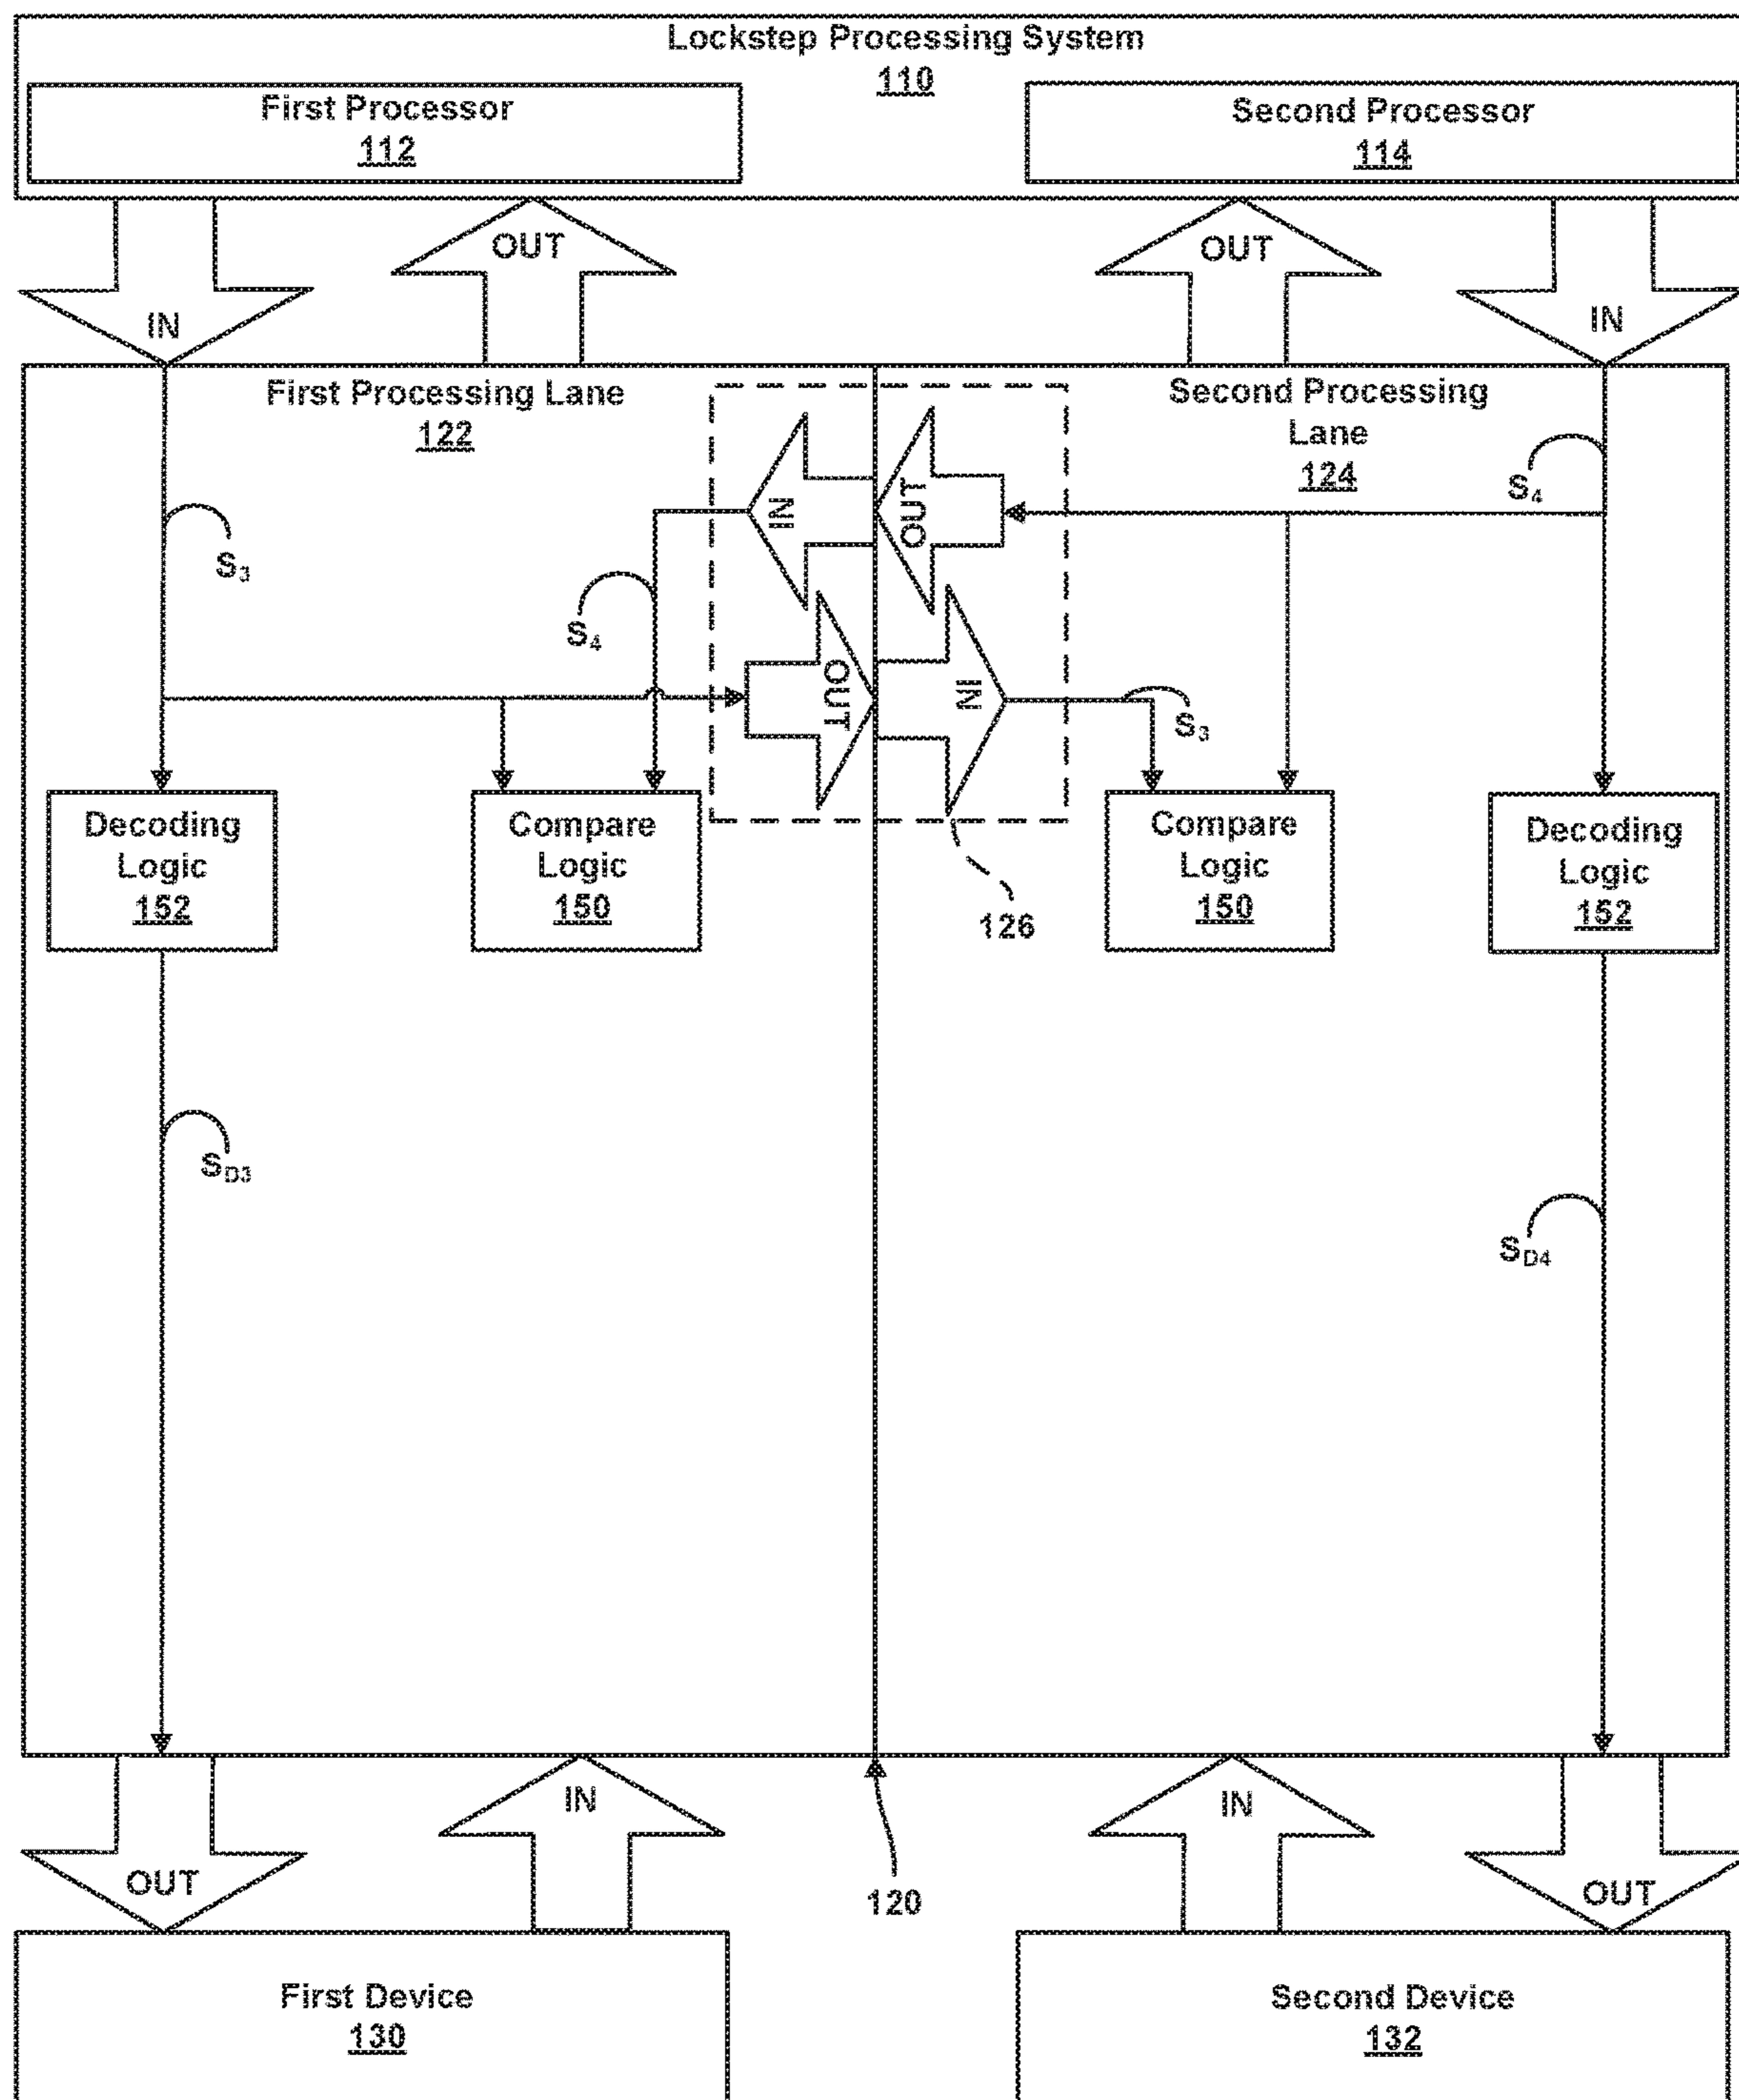 Lockstep Processing System
110
First Processor
112
Second Processor
114
IN
OUT
OUT
IN
First Processing Lane
122
Second Processing
Lane
124
S3
S4
IN
OUT
OUT
IN
S4
S3
Decoding
Logic
152
Compare
Logic
150
Compare
Logic
150
Decoding
Logic
152
126
SD3
SD4
OUT
IN
IN
OUT
120
First Device
130
Second Device
132